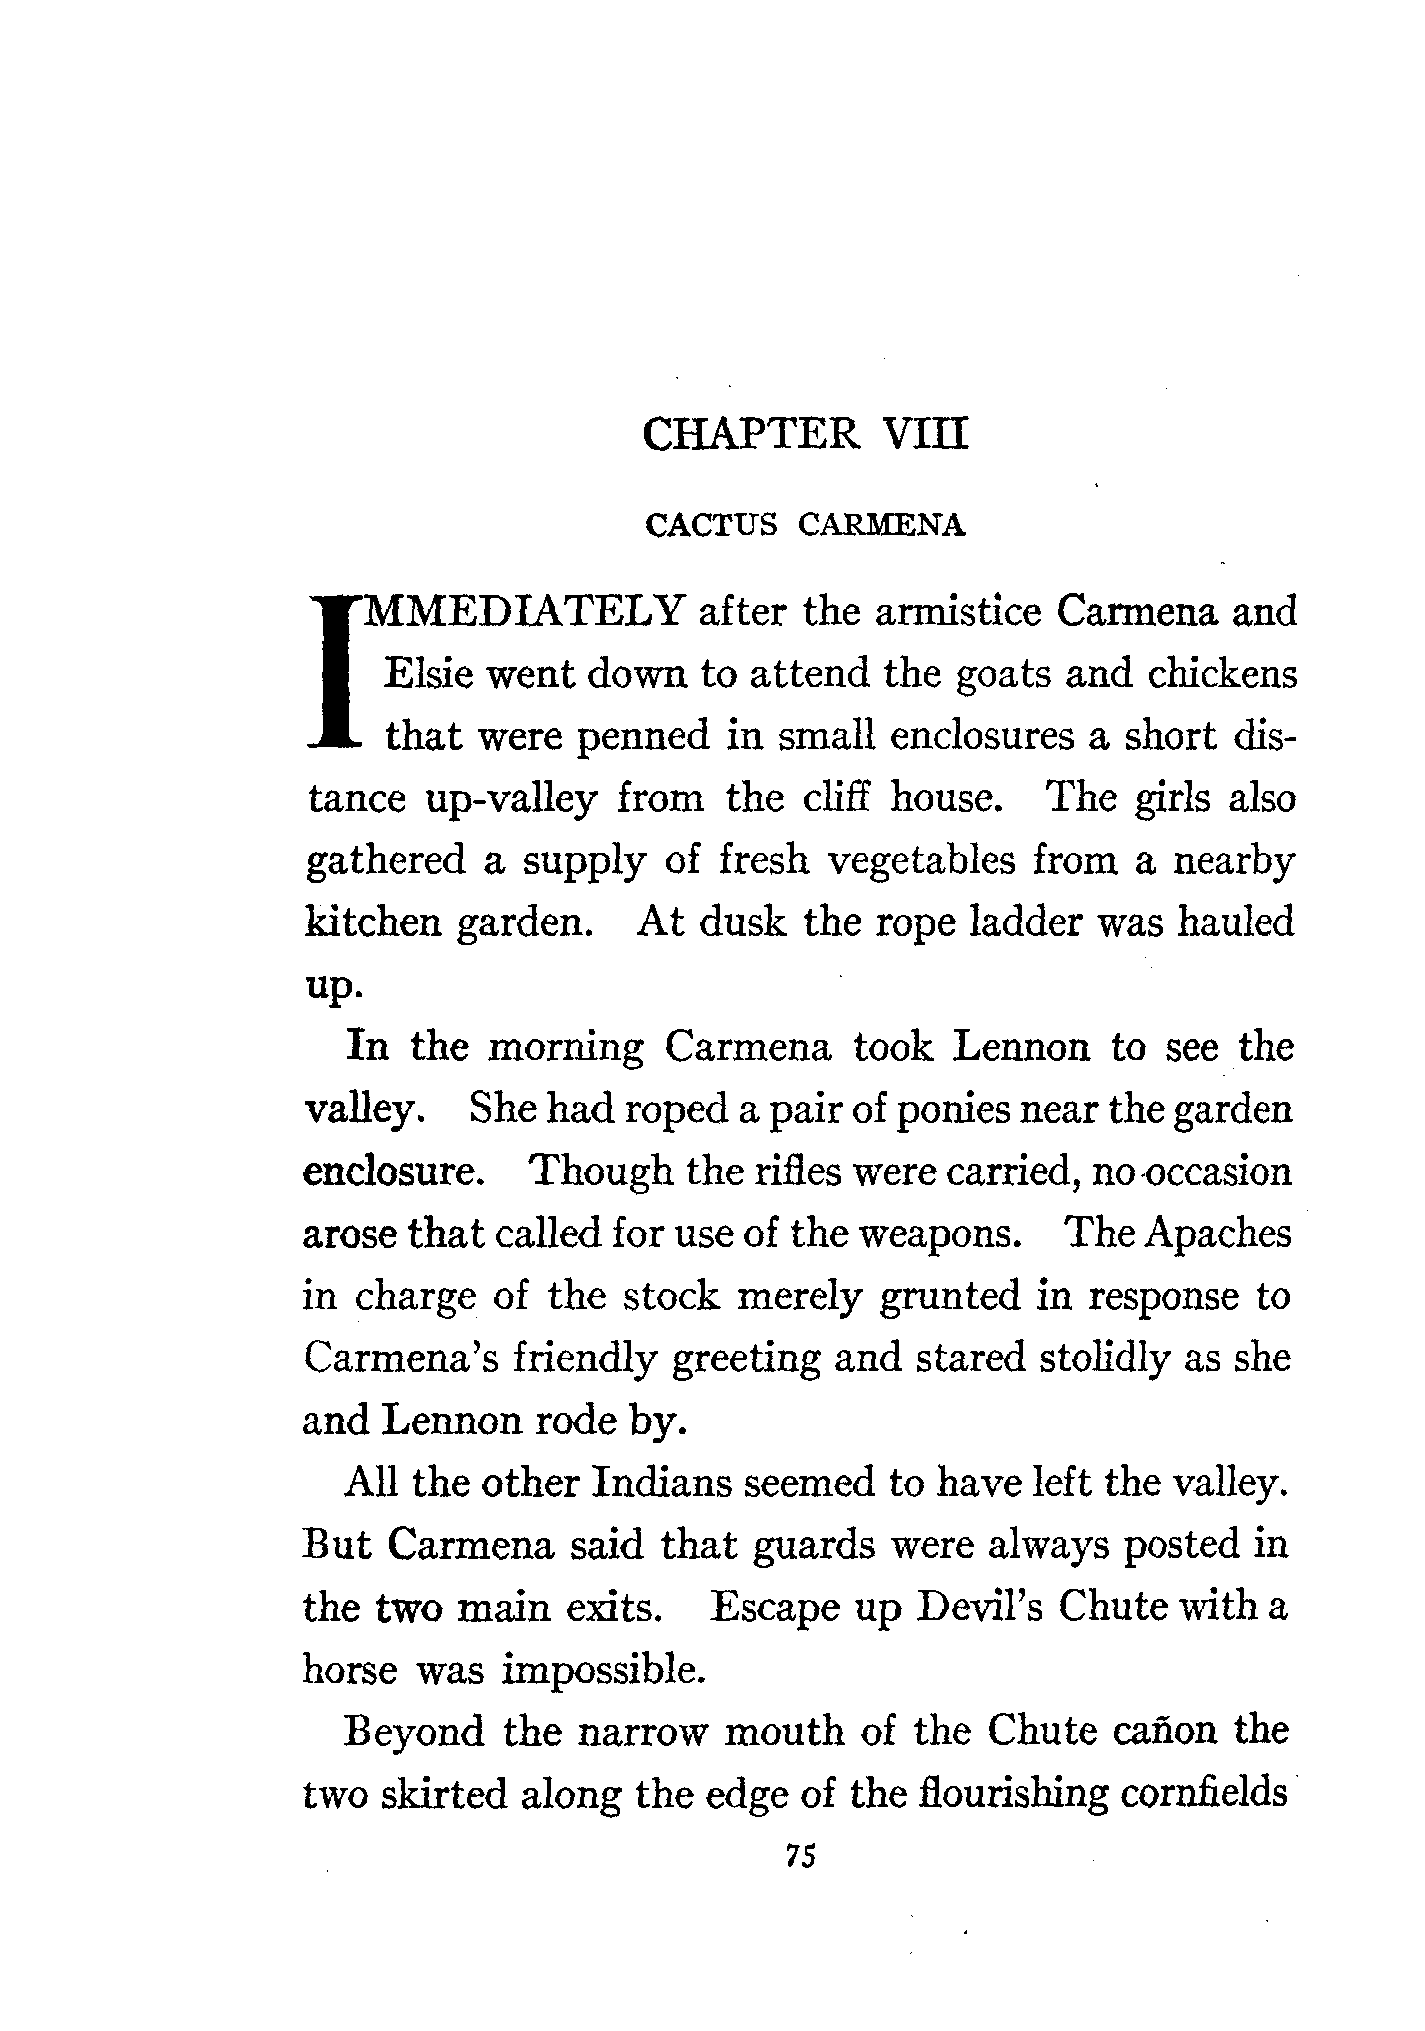 CHAPTER VIII
CACTUS CARMENA
IMMEDIATELY after the armistice Carmena and
Elsie went down to attend the goats and chickens
that were penned in small enclosures a short dis-
tance up-valley from the cliff house. The girls also
gathered a supply of fresh vegetables from a nearby
kitchen garden. At dusk the rope ladder was hauled
up.
In the morning Carmena took Lennon to see the
valley. She had roped a pair of ponies near the garden
enclosure. Though the rifles were carried, no occasion
arose that called for use of the weapons. The Apaches
in charge of the stock merely grunted in response to
Carmena's friendly greeting and stared stolidly as she
and Lennon rode by.
All the other Indians seemed to have left the valley.
But Carmena said that guards were always posted in
the two main exits. Escape up Devil's Chute with a
horse was impossible.
Beyond the narrow mouth of the Chute cañon the
two skirted along the edge of the flourishing cornfields
75